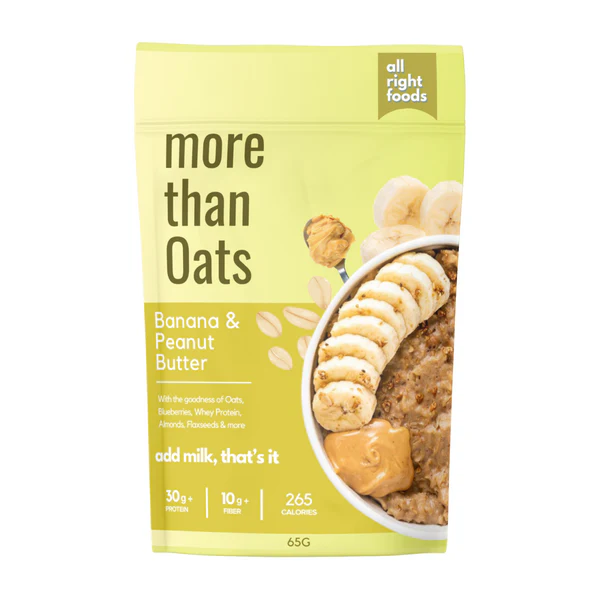 all
right
foods
more
than
Oats
Banana &
Peanut
Butter
With the goodness of Oats,
Blueberries, Whey Protein,
Almonds, Flaxseeds & more
add milk, that's it
30g+ 10g+ 265
PROTEIN FIBER CALORIES
65G